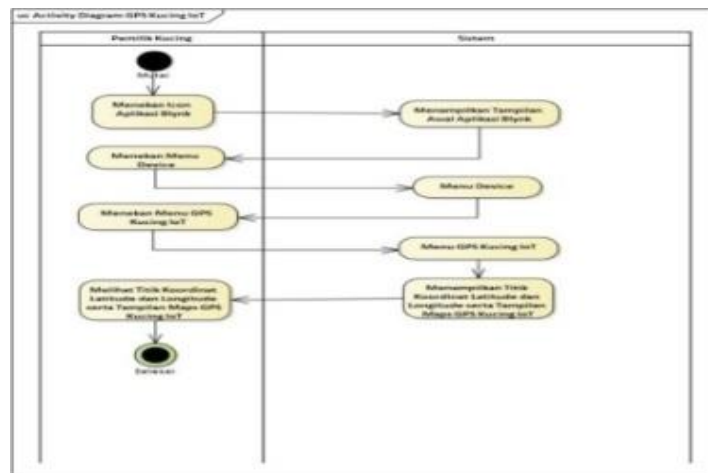 uc Activity Diagram GPS Kucing IoT
Pemilik Kucing
Sistem
Mulai
Menekan Icon
Aplikasi Blynk
Menampilkan Tampilan
Awal Aplikasi Blynk
Menekan Menu
Device
Menu Device
Menekan Menu GPS
Kucing IoT
Menu GPS Kucing IoT
Melihat Titik Koordinat
Latitude dan Longitude
serta Tampilan Maps GPS
Kucing IoT
Menampilkan Titik
Koordinat Latitude dan
Longitude serta Tampilan
Maps GPS Kucing IoT
Selesai